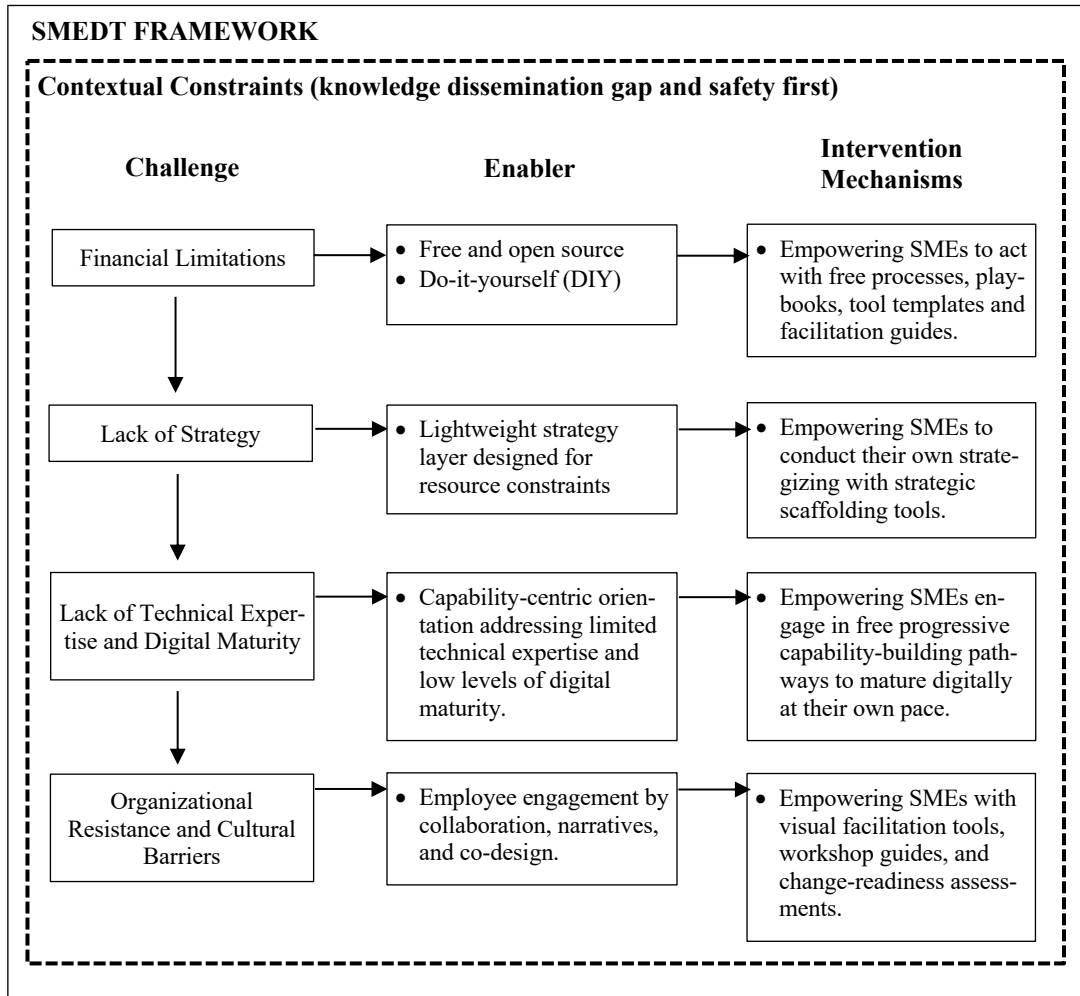 SMEDT FRAMEWORK
Contextual Constraints (knowledge dissemination gap and safety first)
Challenge
Enabler
Intervention
Mechanisms
Financial Limitations
• Free and open source
• Do-it-yourself (DIY)
• Empowering SMEs to act
with free processes, play-
books, tool templates and
facilitation guides.
Lack of Strategy
• Lightweight strategy
layer designed for
resource constraints
• Empowering SMEs to
conduct their own strate-
gizing with strategic
scaffolding tools.
Lack of Technical Exper-
tise and Digital Maturity
• Capability-centric orien-
tation addressing limited
technical expertise and
low levels of digital
maturity.
• Empowering SMEs en-
gage in free progressive
capability-building path-
ways to mature digitally
at their own pace.
Organizational
Resistance and Cultural
Barriers
• Employee engagement by
collaboration, narratives,
and co-design.
• Empowering SMEs with
visual facilitation tools,
workshop guides, and
change-readiness assess-
ments.